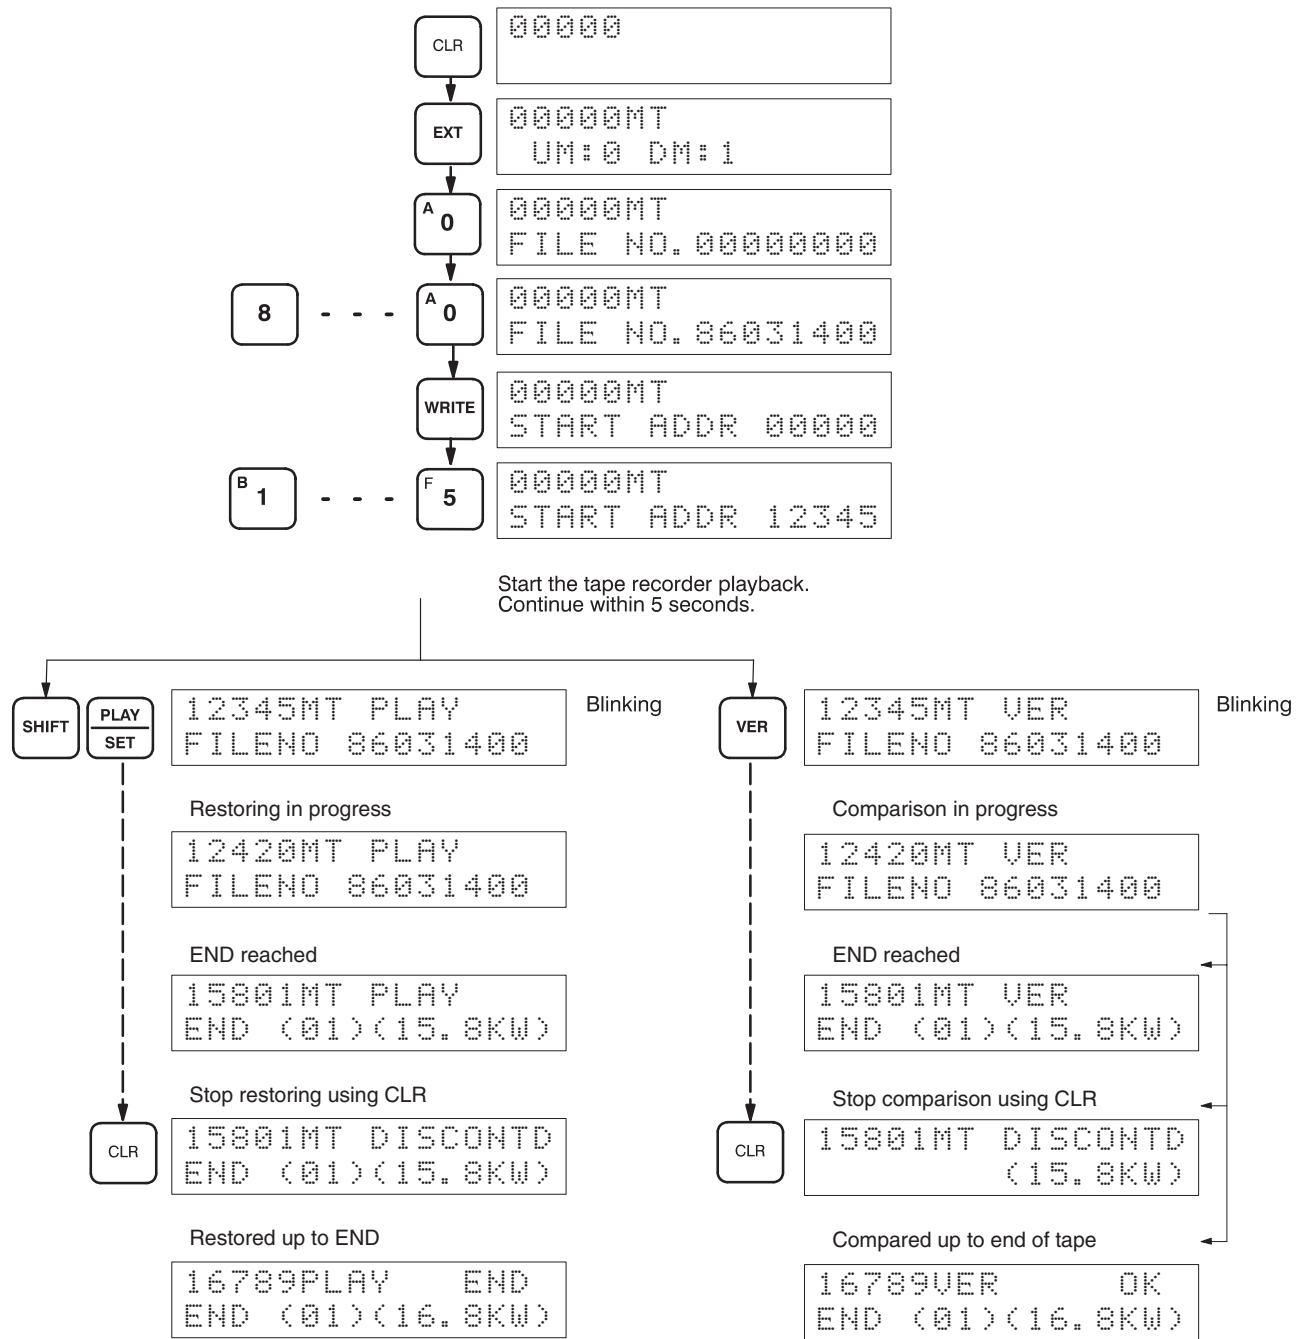 CLR
00000
EXT
00000MT
UM:0 DM:1
A 0
00000MT
FILE NO.00000000
8 - - - A 0
00000MT
FILE NO.86031400
WRITE
00000MT
START ADDR 00000
B 1 - - - F 5
00000MT
START ADDR 12345
Start the tape recorder playback.
Continue within 5 seconds.
SHIFT
PLAY
SET
12345MT PLAY
FILENO 86031400
Blinking
Restoring in progress
12420MT PLAY
FILENO 86031400
END reached
15801MT PLAY
END (01)(15.8KW)
Stop restoring using CLR
CLR
15801MT DISCONTD
END (01)(15.8KW)
Restored up to END
16789PLAY END
END (01)(16.8KW)
VER
12345MT VER
FILENO 86031400
Blinking
Comparison in progress
12420MT VER
FILENO 86031400
END reached
15801MT VER
END (01)(15.8KW)
Stop comparison using CLR
CLR
15801MT DISCONTD
(15.8KW)
Compared up to end of tape
16789VER OK
END (01)(16.8KW)